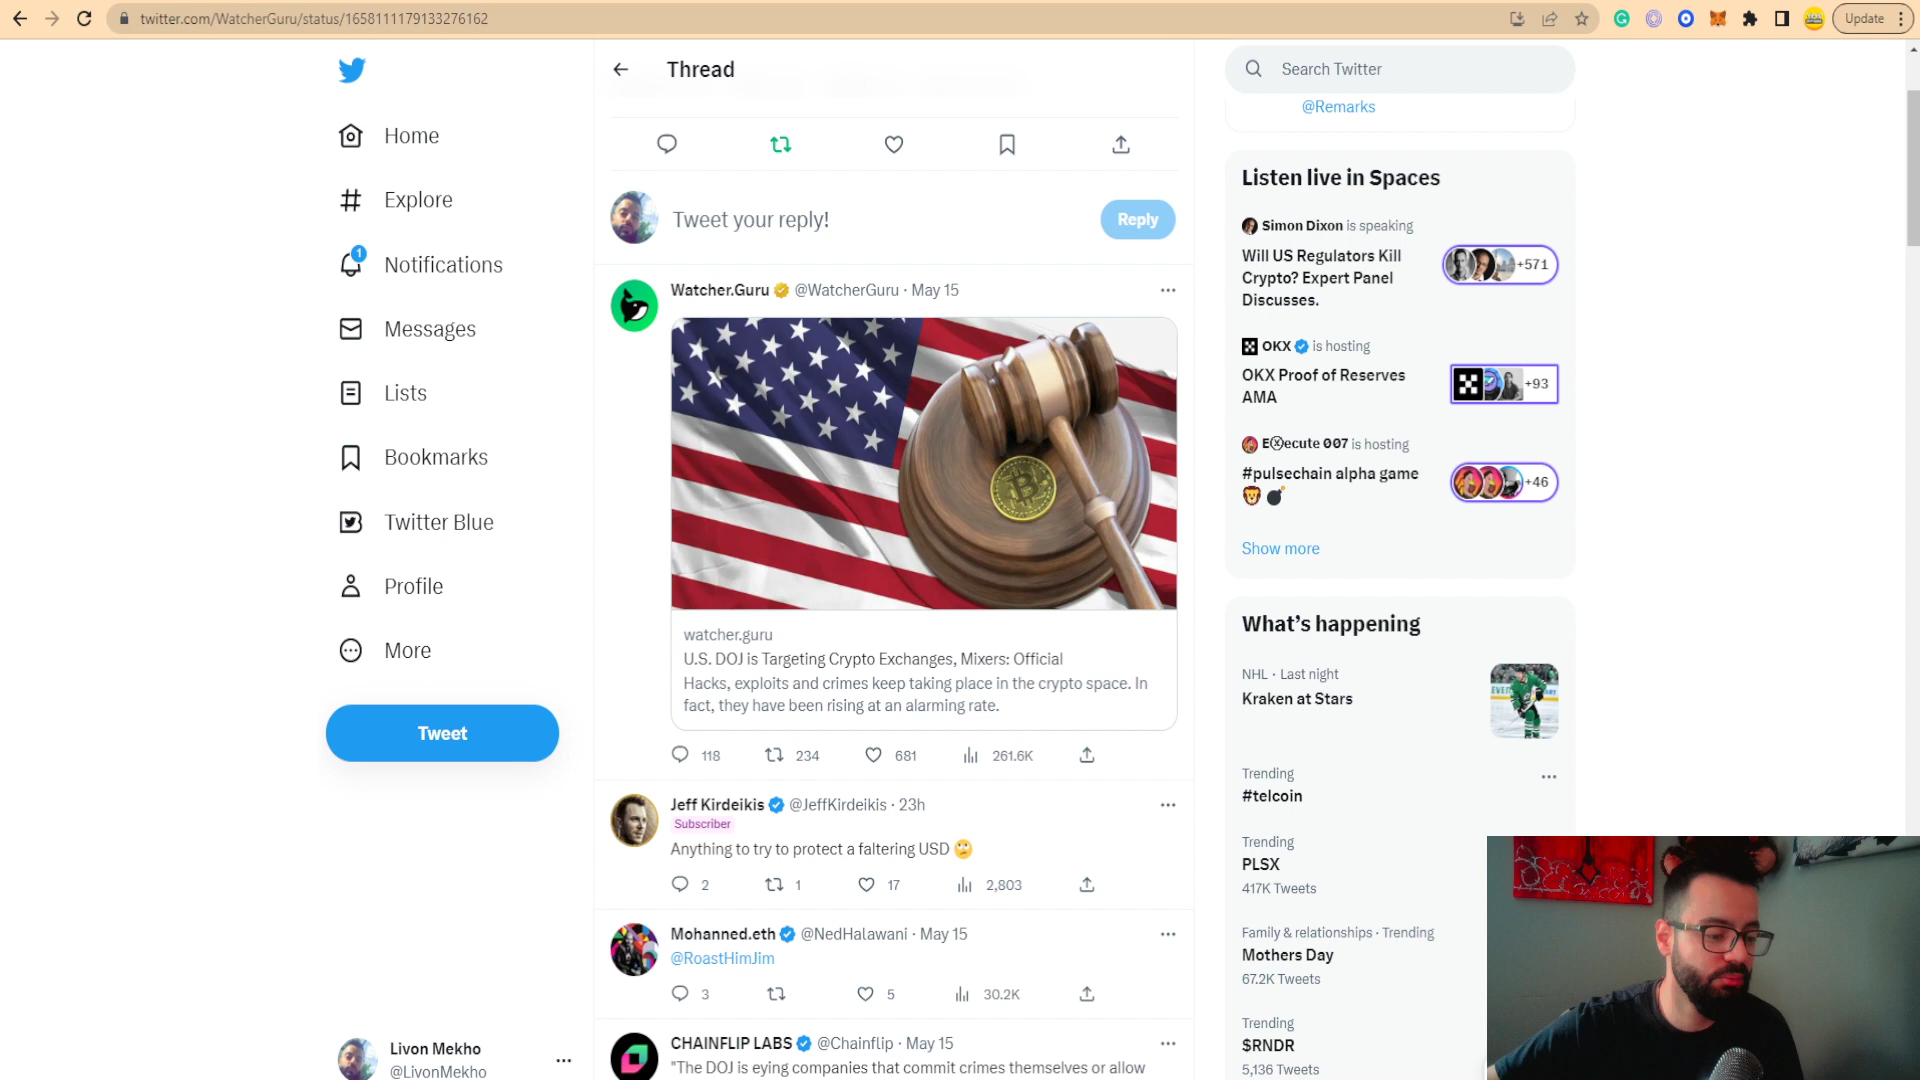 twitter.com/WatcherGuru/status/1658111179133276162
Update
Home
Explore
1
Notifications
Messages
Lists
Bookmarks
Twitter Blue
Profile
More
Tweet
Livon Mekho
@LivonMekho
Thread
Tweet your reply!
Reply
Watcher.Guru @WatcherGuru · May 15
watcher.guru
U.S. DOJ is Targeting Crypto Exchanges, Mixers: Official
Hacks, exploits and crimes keep taking place in the crypto space. In
fact, they have been rising at an alarming rate.
118 234 681 261.6K
Jeff Kirdeikis @JeffKirdeikis · 23h
Subscriber
Anything to try to protect a faltering USD 🙄
2 1 17 2,803
Mohanned.eth @NedHalawani · May 15
@RoastHimJim
3 5 30.2K
CHAINFLIP LABS @Chainflip · May 15
"The DOJ is eying companies that commit crimes themselves or allow
Search Twitter
@Remarks
Listen live in Spaces
Simon Dixon is speaking
Will US Regulators Kill
Crypto? Expert Panel
Discusses.
+571
OKX is hosting
OKX Proof of Reserves
AMA
+93
EⓍecute 007 is hosting
#pulsechain alpha game
🦁💣
+46
Show more
What's happening
NHL · Last night
Kraken at Stars
Trending
#telcoin
Trending
PLSX
417K Tweets
Family & relationships · Trending
Mothers Day
67.2K Tweets
Trending
$RNDR
5,136 Tweets